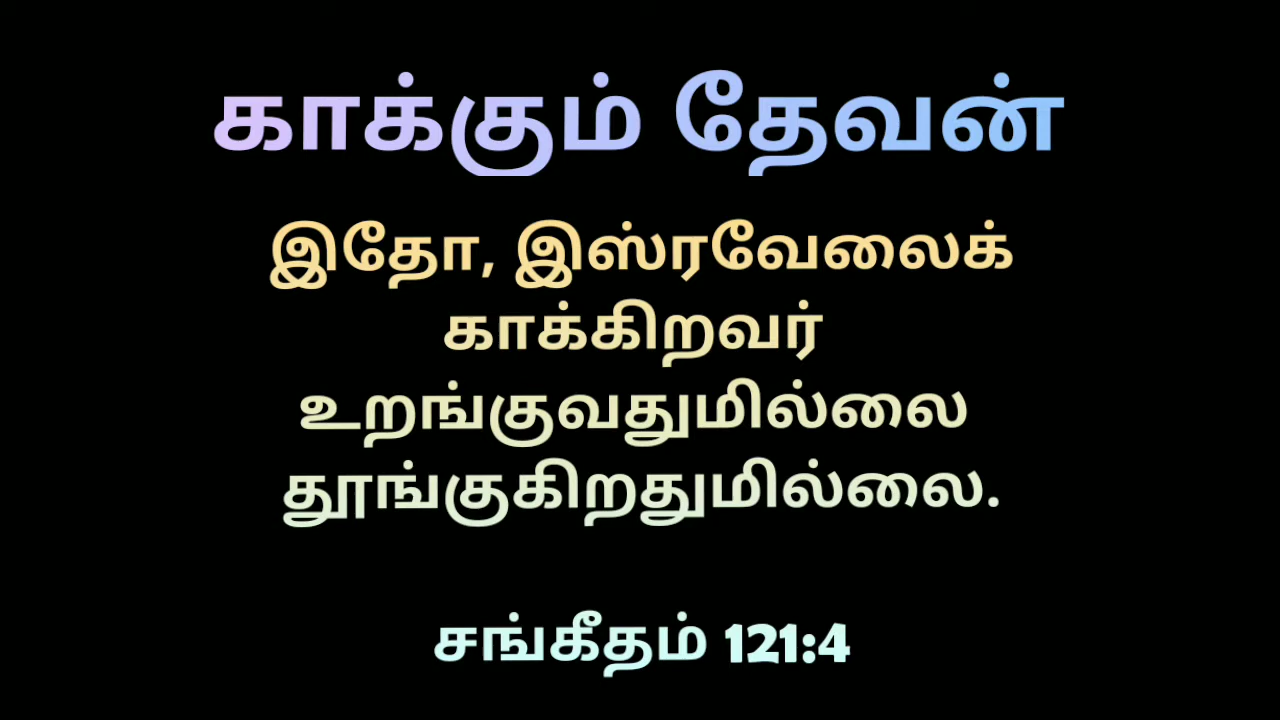 காக்கும் தேவன்
இதோ, இஸ்ரவேலைக்
காக்கிறவர்
உறங்குவதுமில்லை
தூங்குகிறதுமில்லை.
சங்கீதம் 121:4